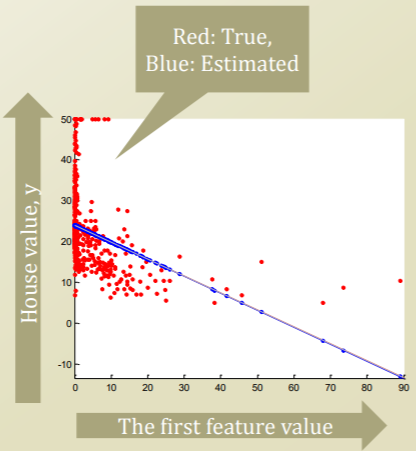 Red: True,
Blue: Estimated
House value, y
50
40
30
20
10
0
-10
0 10 20 30 40 50 60 70 80 90
The first feature value